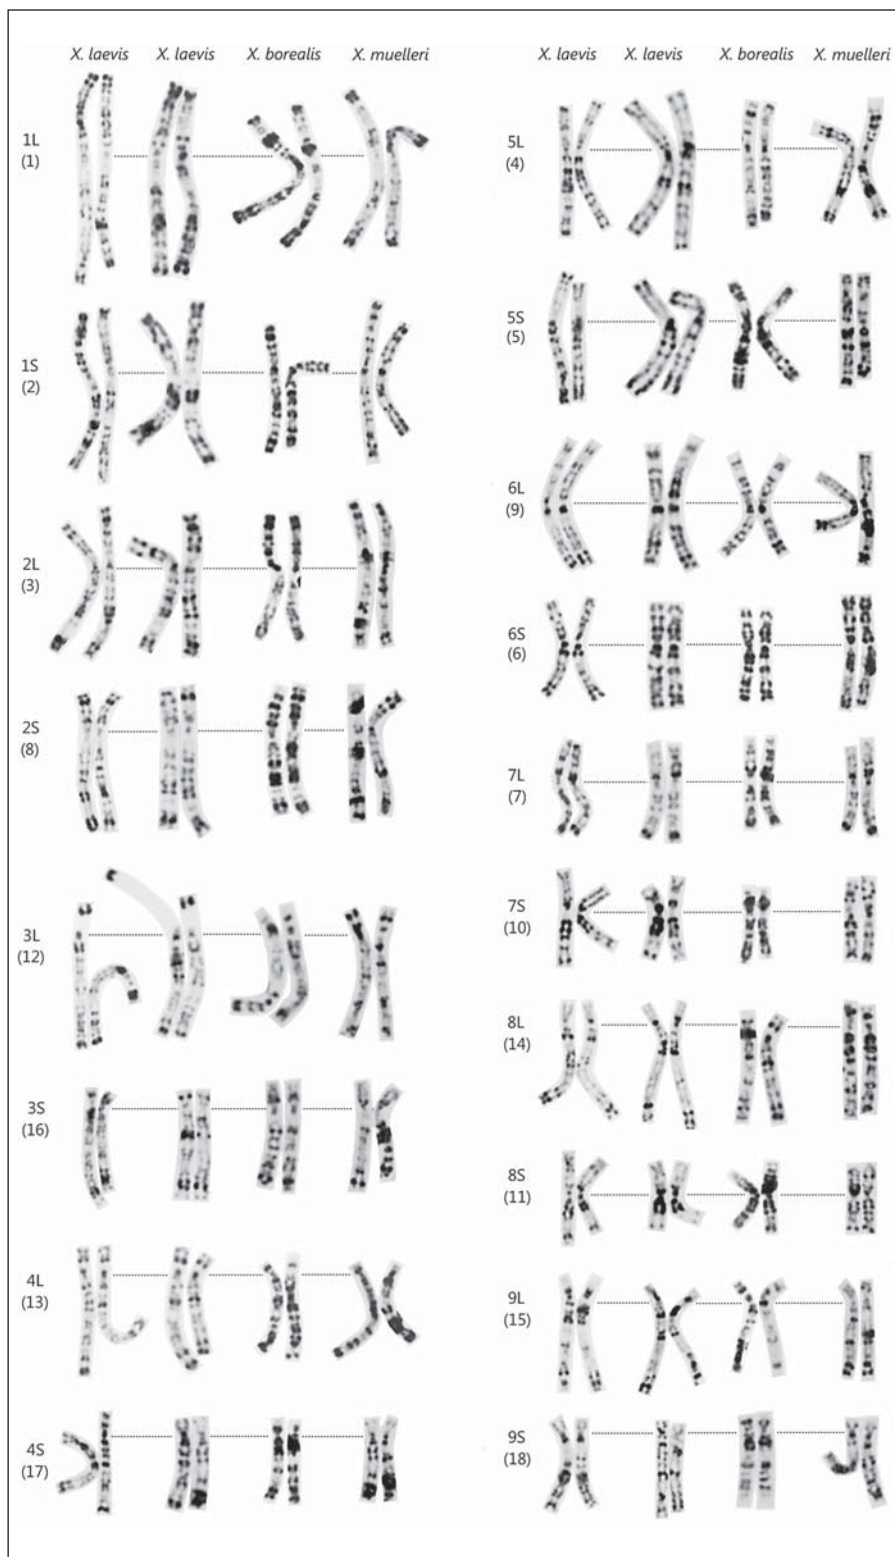 X. laevis X. laevis X. borealis X. muelleri
1L
(1)
1S
(2)
2L
(3)
2S
(8)
3L
(12)
3S
(16)
4L
(13)
4S
(17)
X. laevis X. laevis X. borealis X. muelleri
5L
(4)
5S
(5)
6L
(9)
6S
(6)
7L
(7)
7S
(10)
8L
(14)
8S
(11)
9L
(15)
9S
(18)